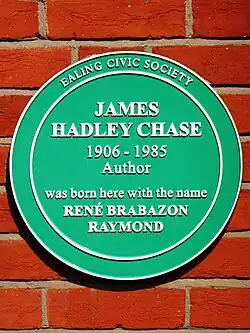 EALING CIVIC SOCIETY
JAMES
HADLEY CHASE
1906 - 1985
Author
was born here with the name
RENÉ BRABAZON
RAYMOND